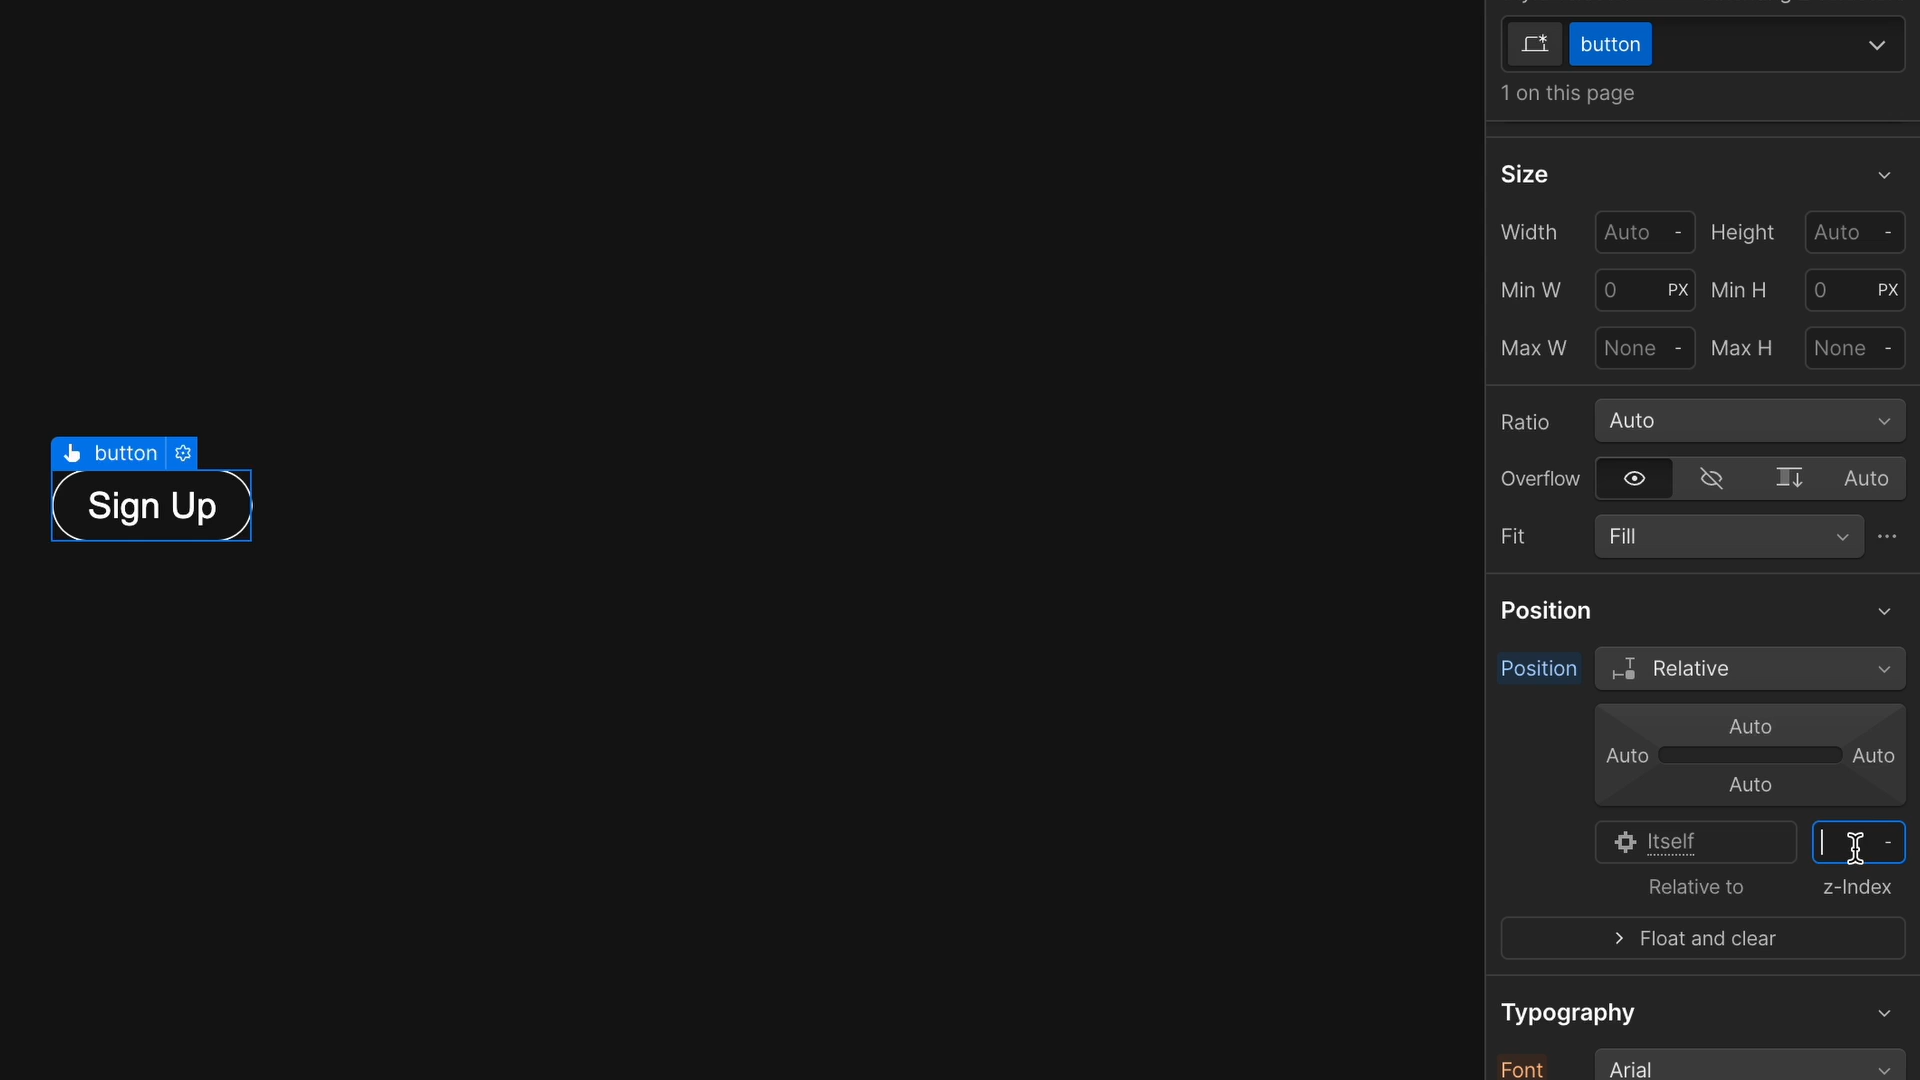 button
1 on this page
Size
Width Auto - Height Auto -
Min W 0 PX Min H 0 PX
Max W None - Max H None -
Ratio Auto
button
Overflow Auto
Sign Up
Fit Fill
Position
Position Relative
Auto
Auto Auto
Auto
Itself -
Relative to z-Index
Float and clear
Typography
Font Arial